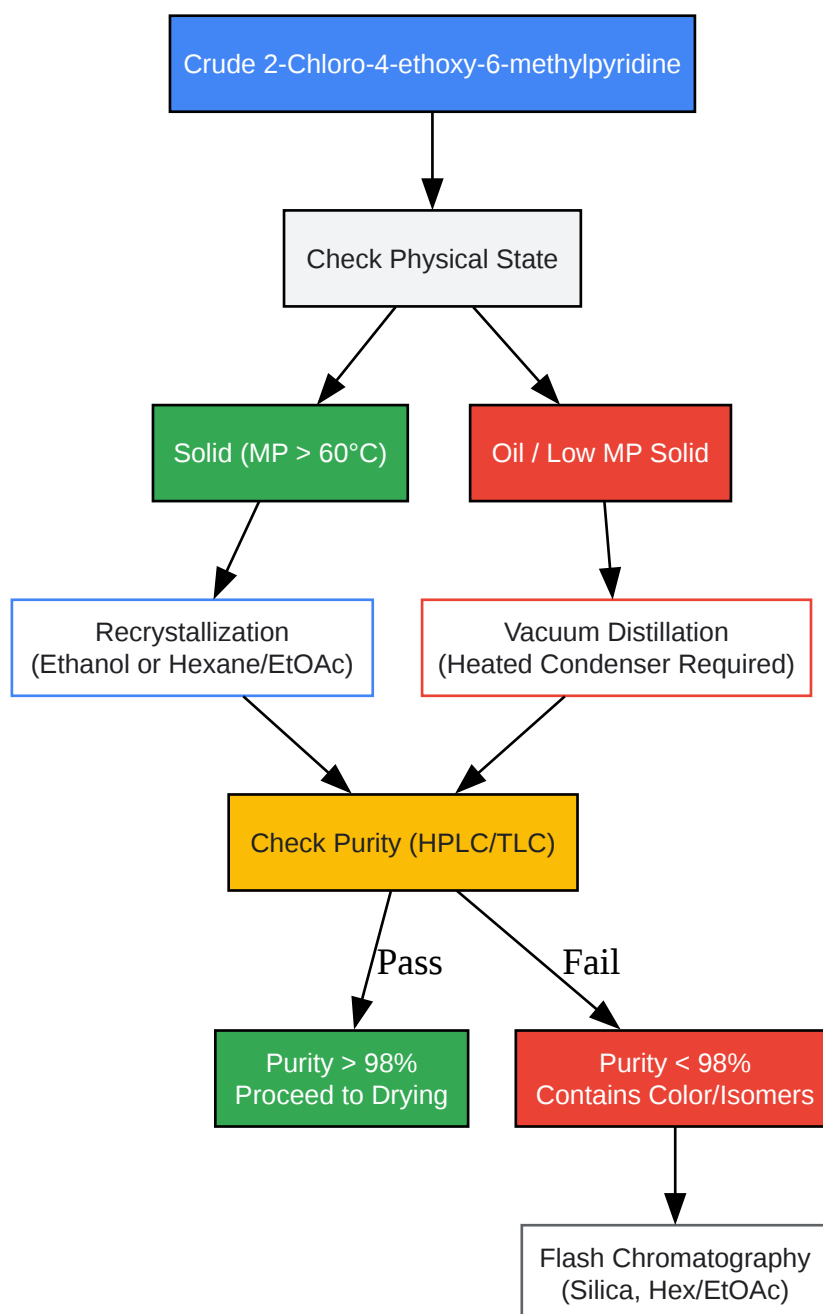 Crude 2-Chloro-4-ethoxy-6-methylpyridine
Check Physical State
Solid (MP > 60°C)
Oil / Low MP Solid
Recrystallization
(Ethanol or Hexane/EtOAc)
Vacuum Distillation
(Heated Condenser Required)
Check Purity (HPLC/TLC)
Pass
Fail
Purity > 98%
Proceed to Drying
Purity < 98%
Contains Color/Isomers
Flash Chromatography
(Silica, Hex/EtOAc)